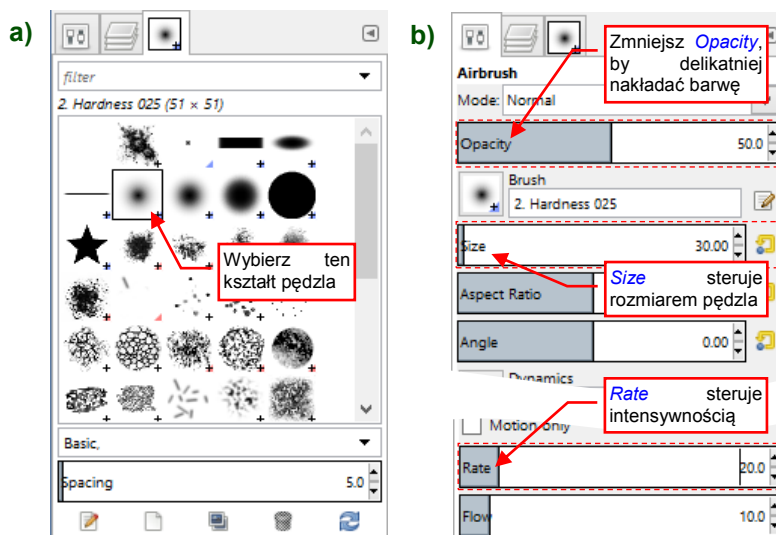 a)
filter
2. Hardness 025 (51 × 51)
Wybierz ten
kształt pędzla
Basic,
Spacing 5.0
b)
Zmniejsz Opacity,
by delikatniej
nakładać barwę
Airbrush
Mode: Normal
Opacity 50.0
Brush
2. Hardness 025
Size 30.00
Size steruje
rozmiarem pędzla
Aspect Ratio
Angle 0.00
Dynamics
Rate steruje
intensywnością
Motion only
Rate 20.0
Flow 10.0